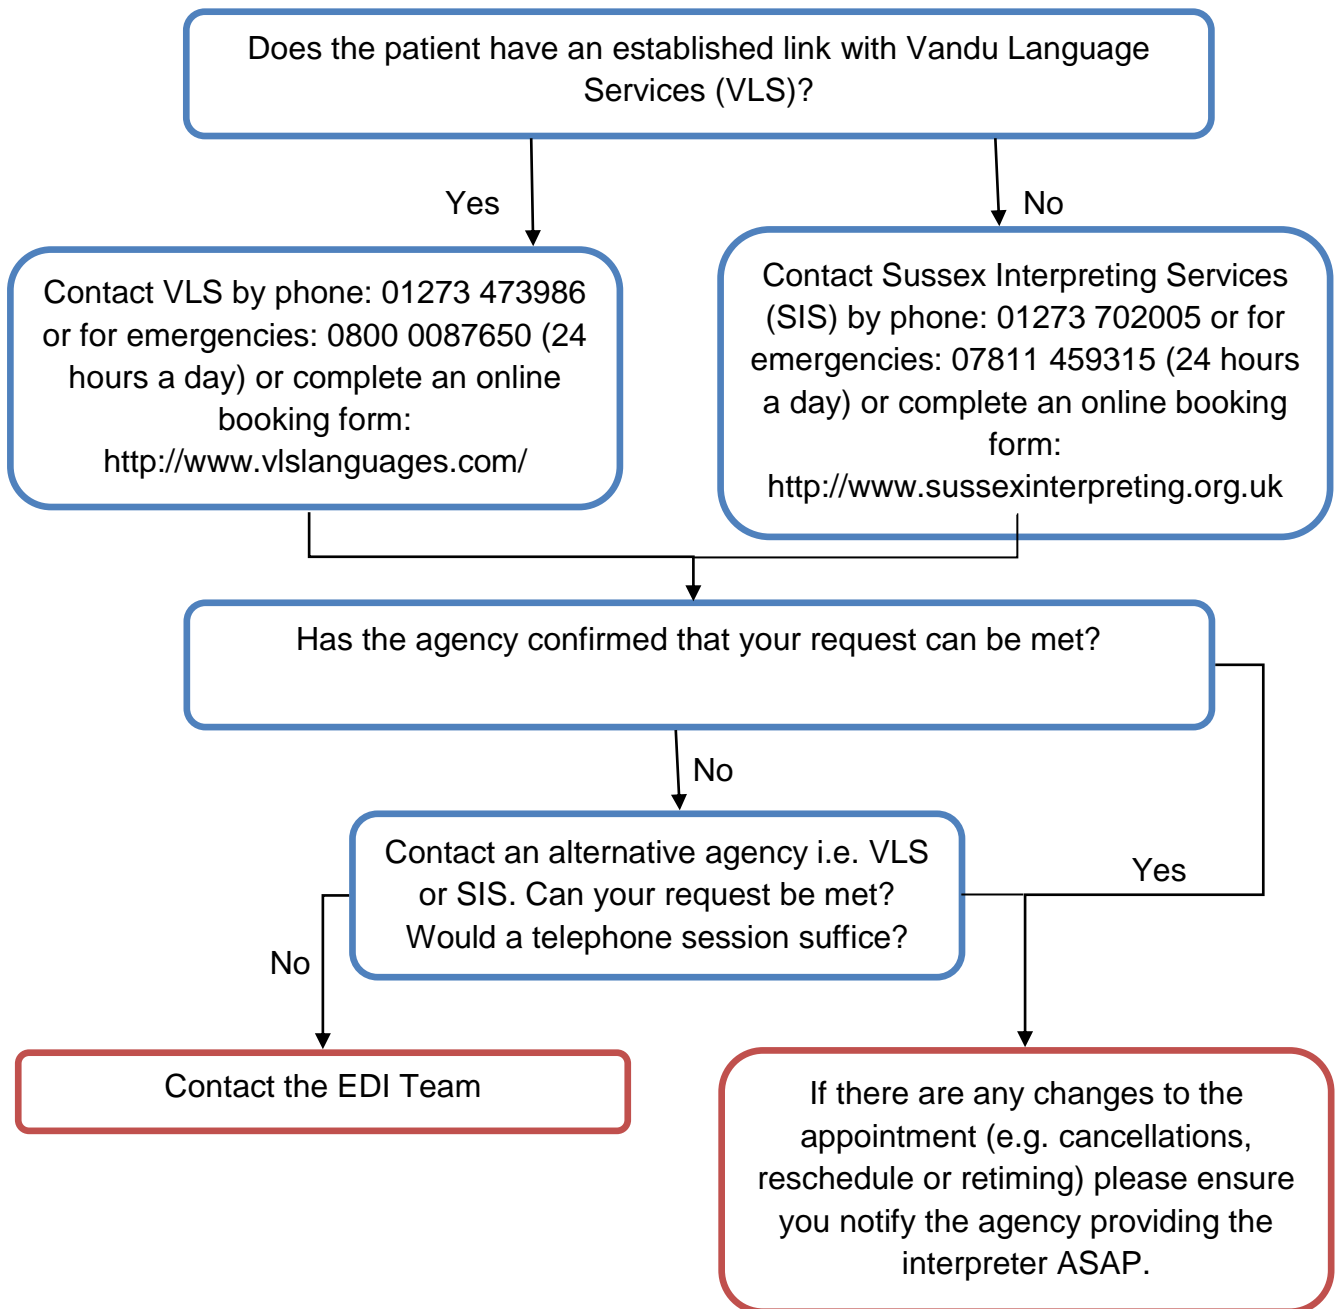 Does the patient have an established link with Vandu Language
Services (VLS)?
Yes
No
Contact VLS by phone: 01273 473986
or for emergencies: 0800 0087650 (24
hours a day) or complete an online
booking form:
http://www.vlslanguages.com/
Contact Sussex Interpreting Services
(SIS) by phone: 01273 702005 or for
emergencies: 07811 459315 (24 hours
a day) or complete an online booking
form:
http://www.sussexinterpreting.org.uk
Has the agency confirmed that your request can be met?
No
Contact an alternative agency i.e. VLS
or SIS. Can your request be met?
Would a telephone session suffice?
Yes
No
Contact the EDI Team
If there are any changes to the
appointment (e.g. cancellations,
reschedule or retiming) please ensure
you notify the agency providing the
interpreter ASAP.